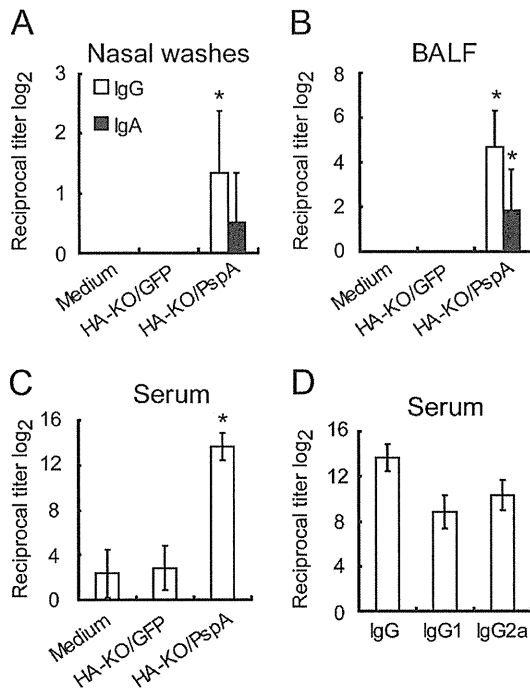 A
Nasal washes
Reciprocal titer log2
3
2
1
0
IgG
IgA
*
Medium
HA-KO/GFP
HA-KO/PspA
B
BALF
Reciprocal titer log2
8
6
4
2
0
*
*
Medium
HA-KO/GFP
HA-KO/PspA
C
Serum
Reciprocal titer log2
16
12
8
4
0
*
Medium
HA-KO/GFP
HA-KO/PspA
D
Serum
Reciprocal titer log2
16
12
8
4
0
IgG
IgG1
IgG2a